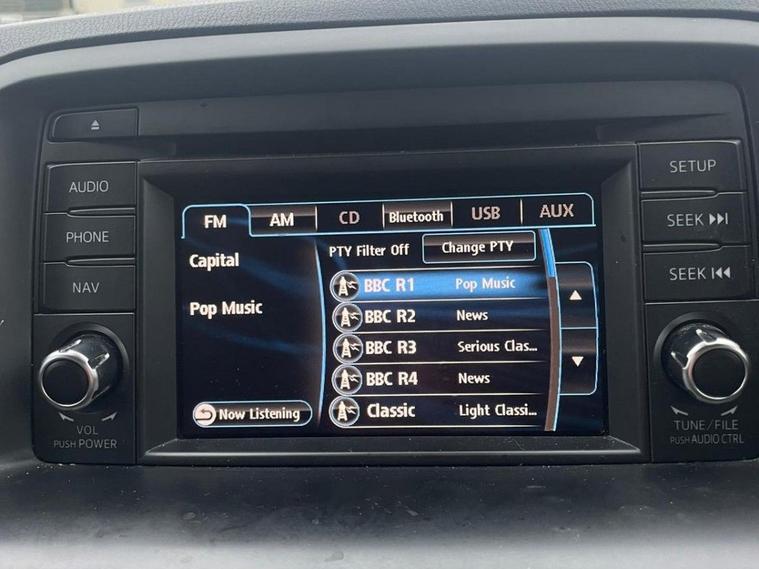 AUDIO
PHONE
NAV
VOL
PUSH POWER
FM AM CD Bluetooth USB AUX
Capital
Pop Music
Now Listening
PTY Filter Off Change PTY
BBC R1 Pop Music
BBC R2 News
BBC R3 Serious Clas...
BBC R4 News
Classic Light Classi...
SETUP
SEEK
SEEK
TUNE/FILE
PUSH AUDIO CTRL